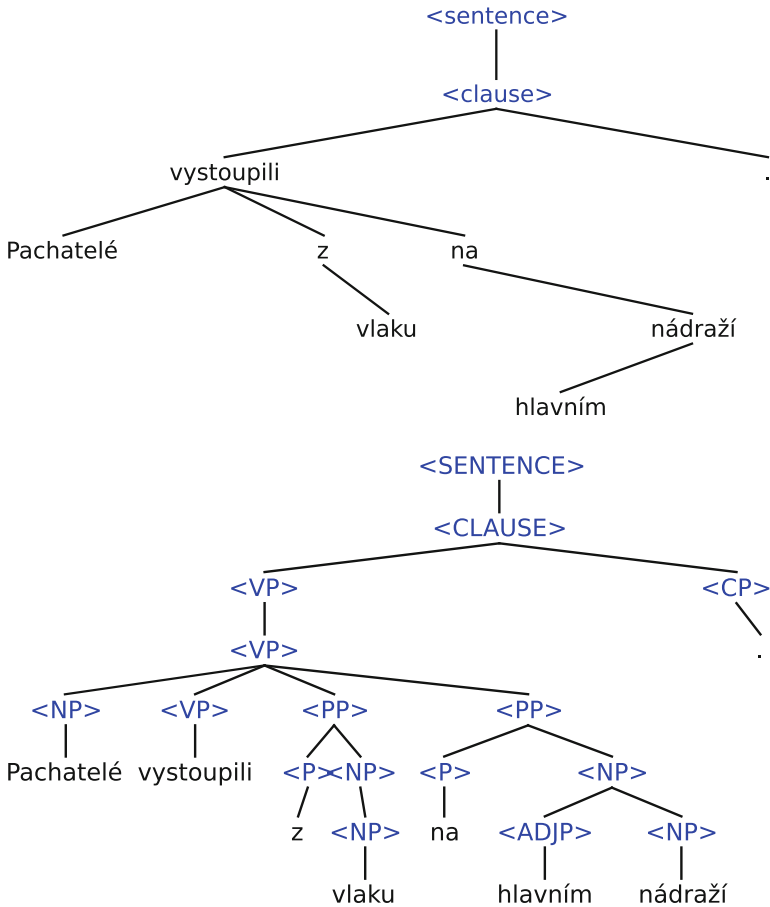 <sentence>
<clause>
vystoupili .
Pachatelé z na
vlaku nádraží
hlavním
<SENTENCE>
<CLAUSE>
<VP> <CP>
<VP> .
<NP> <VP> <PP> <PP>
Pachatelé vystoupili <P> <NP> <P> <NP>
z <NP> na <ADJP> <NP>
vlaku hlavním nádraží